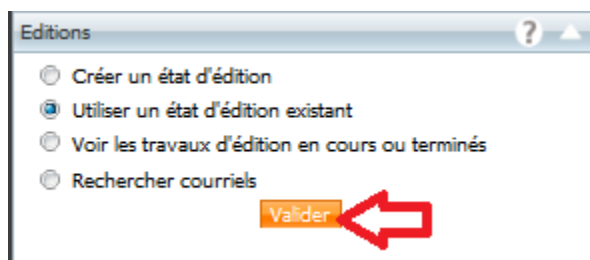 Editions ?
Créer un état d'édition
Utiliser un état d'édition existant
Voir les travaux d'édition en cours ou terminés
Rechercher courriels
Valider